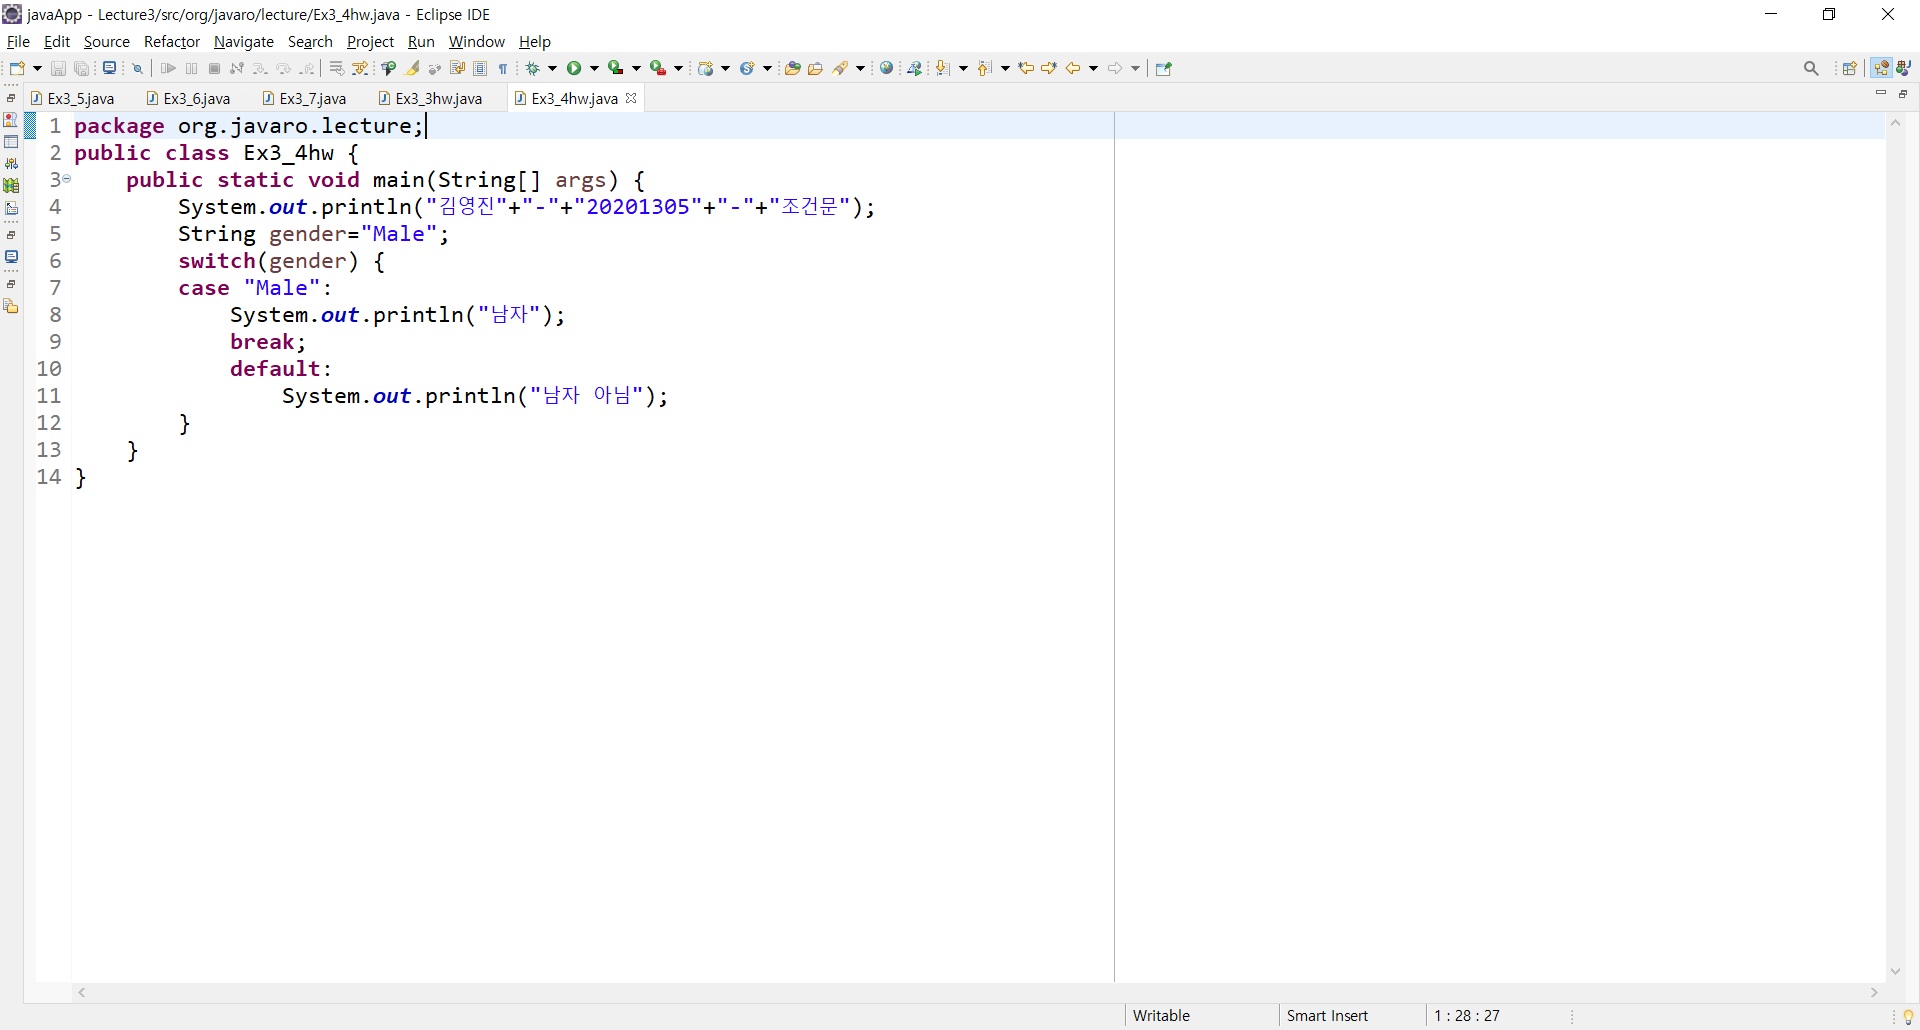 javaApp - Lecture3/src/org/javaro/lecture/Ex3_4hw.java - Eclipse IDE
File Edit Source Refactor Navigate Search Project Run Window Help
Ex3_5.java Ex3_6.java Ex3_7.java Ex3_3hw.java Ex3_4hw.java
1 package org.javaro.lecture;
2 public class Ex3_4hw {
3 public static void main(String[] args) {
4 System.out.println("김영진"+"-"+"20201305"+"-"+"조건문");
5 String gender="Male";
6 switch(gender) {
7 case "Male":
8 System.out.println("남자");
9 break;
10 default:
11 System.out.println("남자 아님");
12 }
13 }
14 }
Writable Smart Insert 1 : 28 : 27